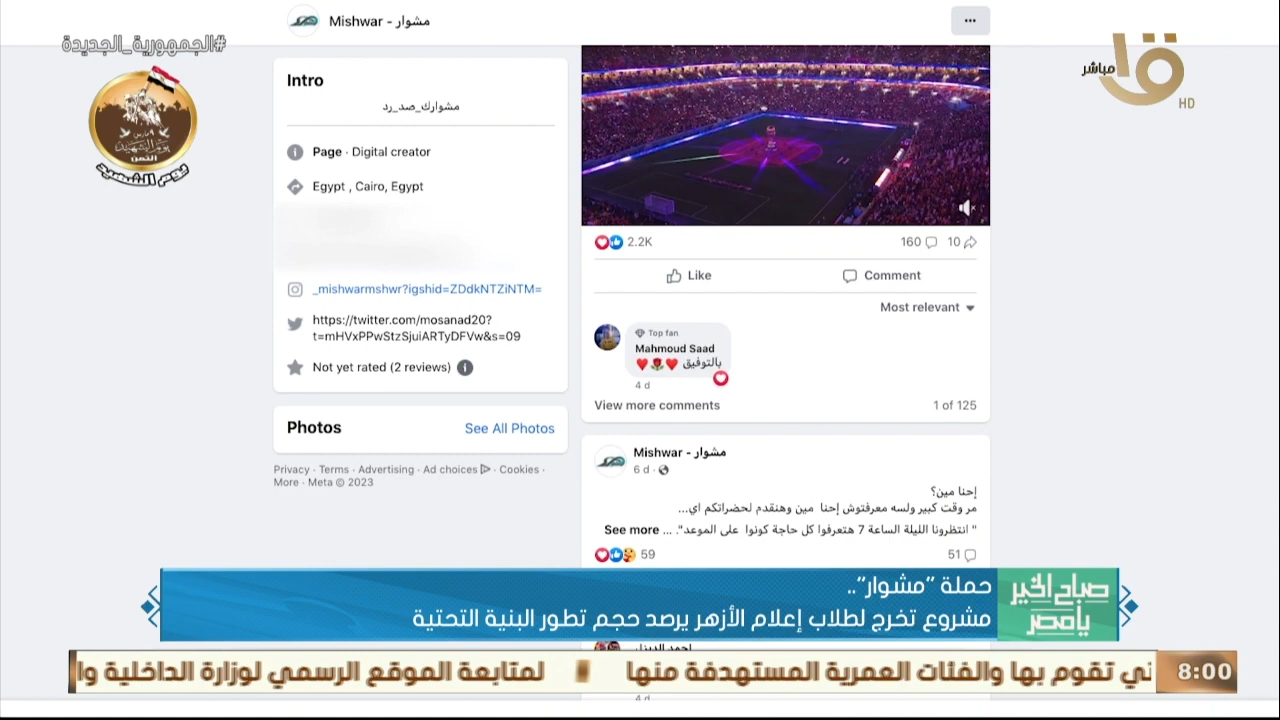 Mishwar - مشوار
#الجمهورية_الجديدة
مباشر
HD
يوم الشهيد
Intro
مشوارك_صد_رد
Page · Digital creator
Egypt , Cairo, Egypt
_mishwarmshwr?igshid=ZDdkNTZiNTM=
https://twitter.com/mosanad20?
t=mHVxPPwStzSjuiARTyDFVw&s=09
Not yet rated (2 reviews)
Photos
See All Photos
Privacy · Terms · Advertising · Ad choices · Cookies ·
More · Meta © 2023
2.2K
160
10
Like
Comment
Most relevant
Top fan
Mahmoud Saad
بالتوفيق
4 d
View more comments
1 of 125
Mishwar - مشوار
6 d
إحنا مين؟
مر وقت كبير ولسه معرفتوش إحنا مين وهنقدم لحضراتكم اي...
" انتظرونا الليلة الساعة 7 هتعرفوا كل حاجة كونوا على الموعد". ... See more
59
51
صباح الخير
يا مصر
حملة "مشوار"..
مشروع تخرج لطلاب إعلام الأزهر يرصد حجم تطور البنية التحتية
تي تقوم بها والفئات العمرية المستهدفة منها
لمتابعة الموقع الرسمي لوزارة الداخلية وا
8:00
4 d